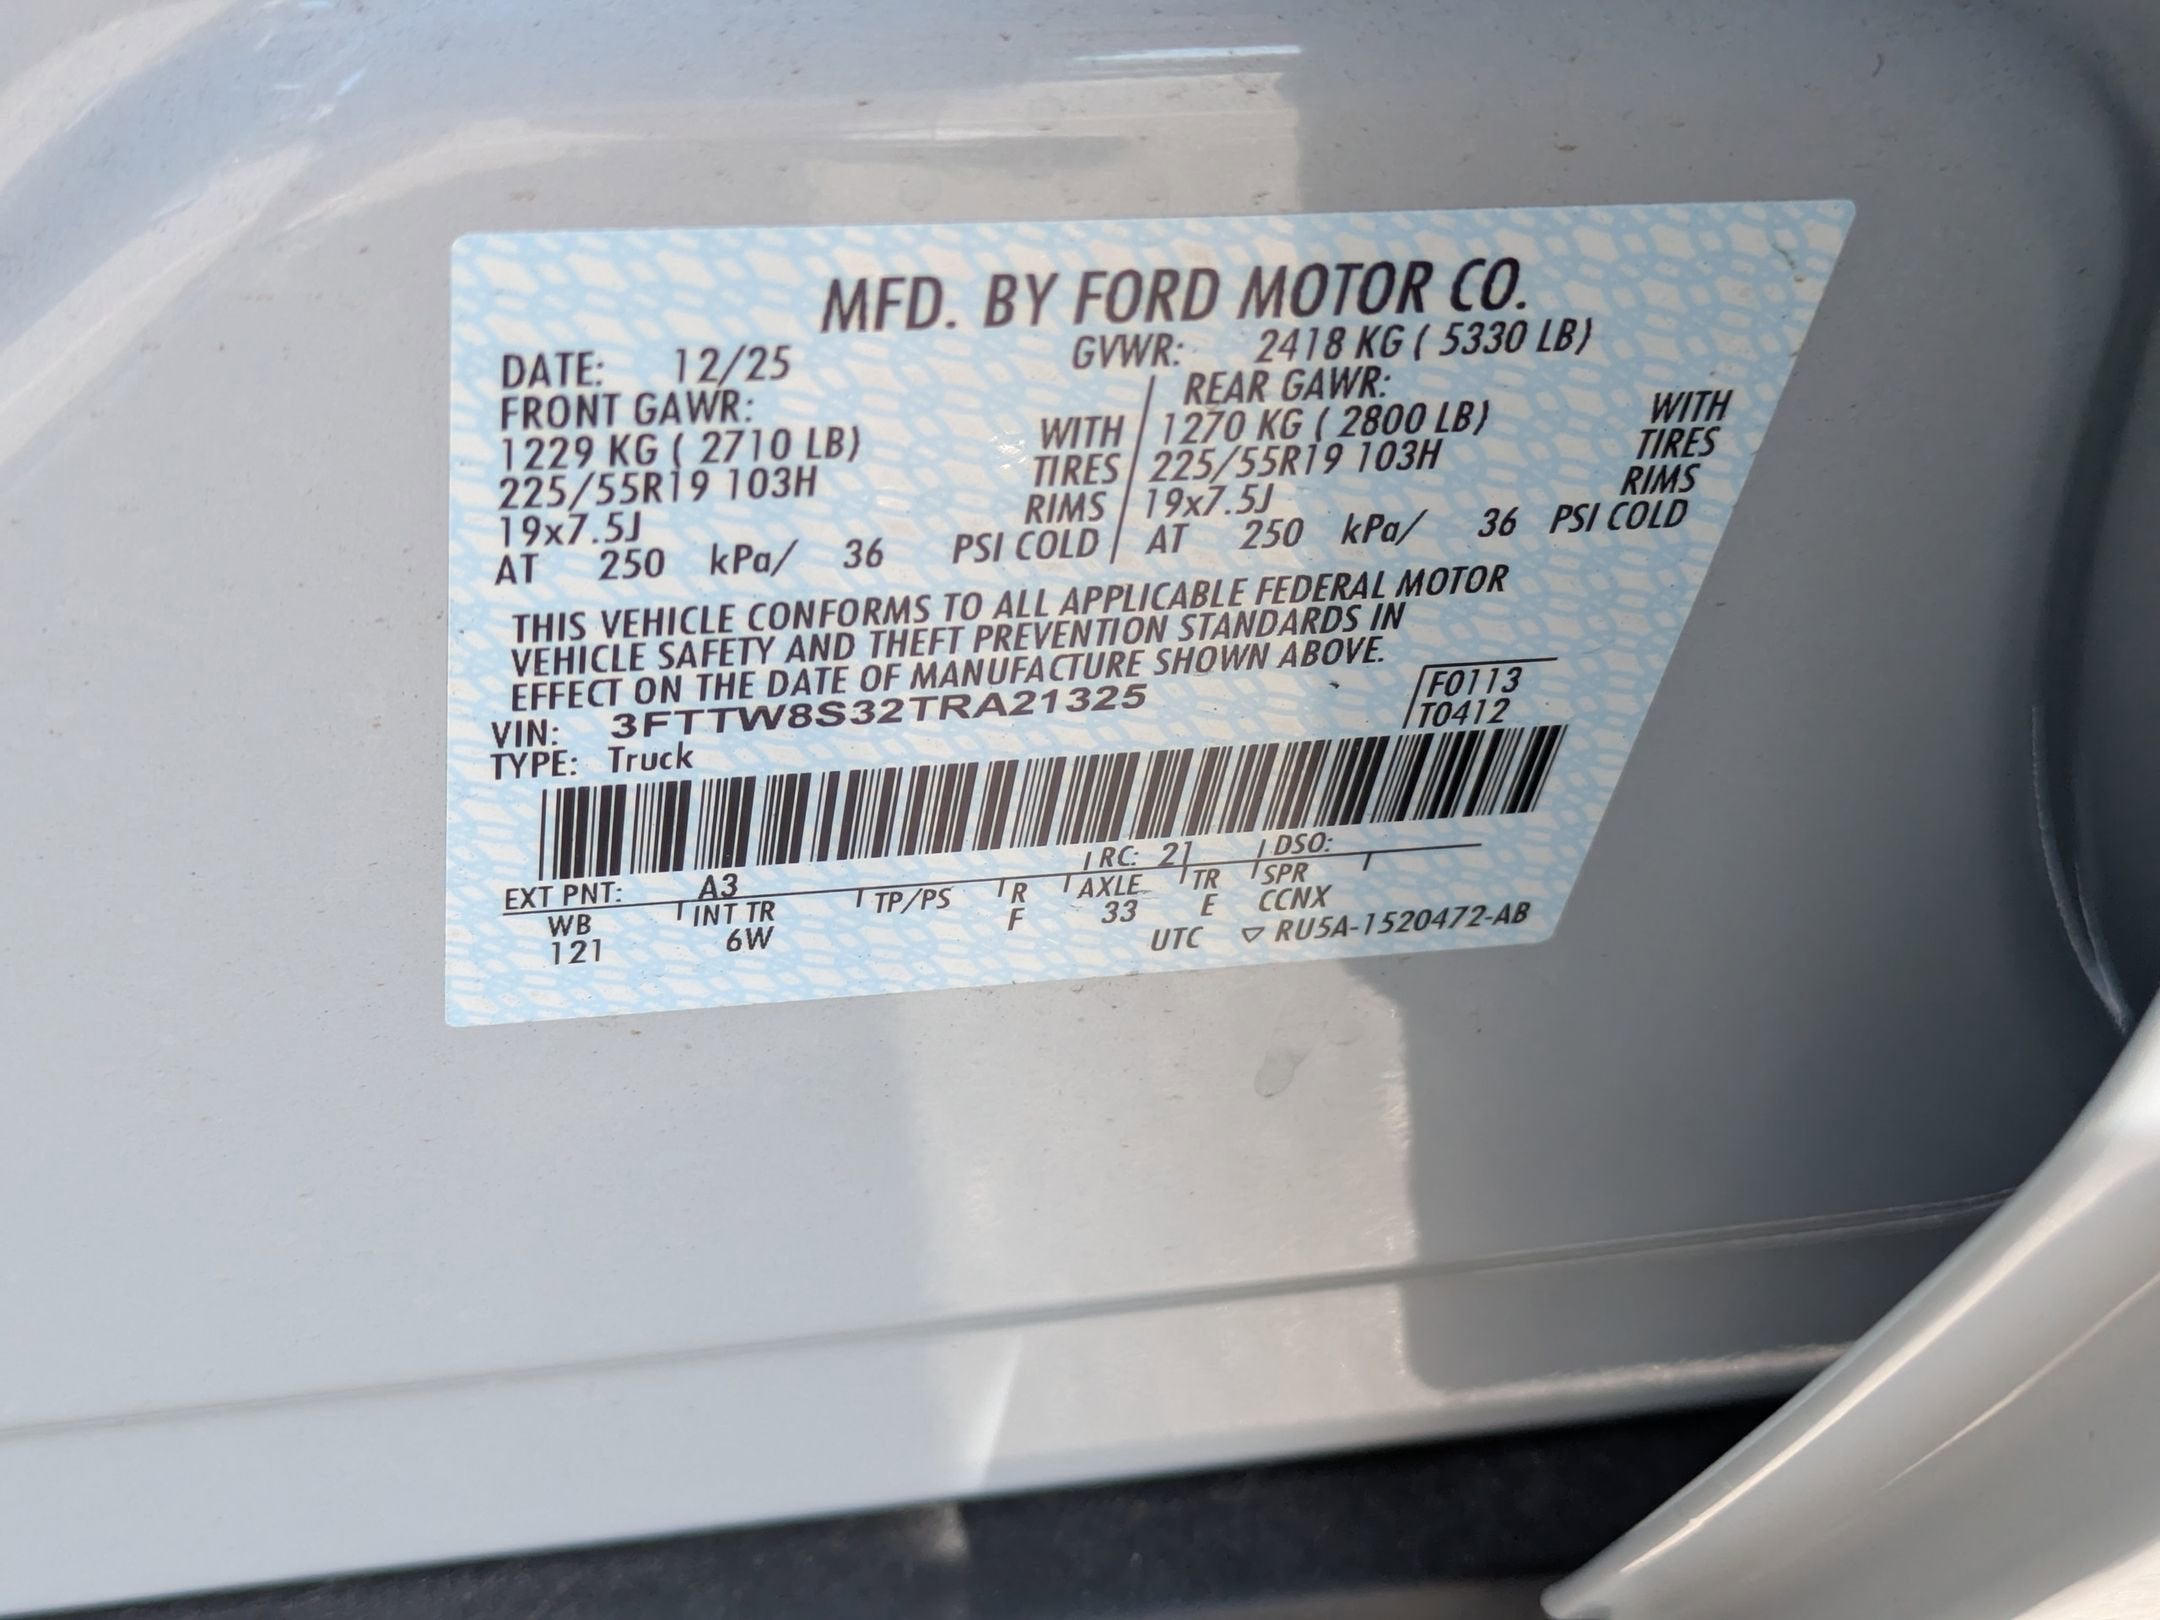 MFD. BY FORD MOTOR CO.
DATE: 12/25 GVWR: 2418 KG ( 5330 LB)
FRONT GAWR: REAR GAWR:
1229 KG ( 2710 LB) WITH 1270 KG ( 2800 LB) WITH
225/55R19 103H TIRES 225/55R19 103H TIRES
19x7.5J RIMS 19x7.5J RIMS
AT 250 kPa/ 36 PSI COLD AT 250 kPa/ 36 PSI COLD
THIS VEHICLE CONFORMS TO ALL APPLICABLE FEDERAL MOTOR
VEHICLE SAFETY AND THEFT PREVENTION STANDARDS IN
EFFECT ON THE DATE OF MANUFACTURE SHOWN ABOVE.
VIN: 3FTTW8S32TRA21325 F0113
TYPE: Truck T0412
EXT PNT: A3 RC: 21 DSO:
WB INT TR TP/PS R AXLE TR SPR
121 6W F 33 E CCNX
UTC ▽ RU5A-1520472-AB